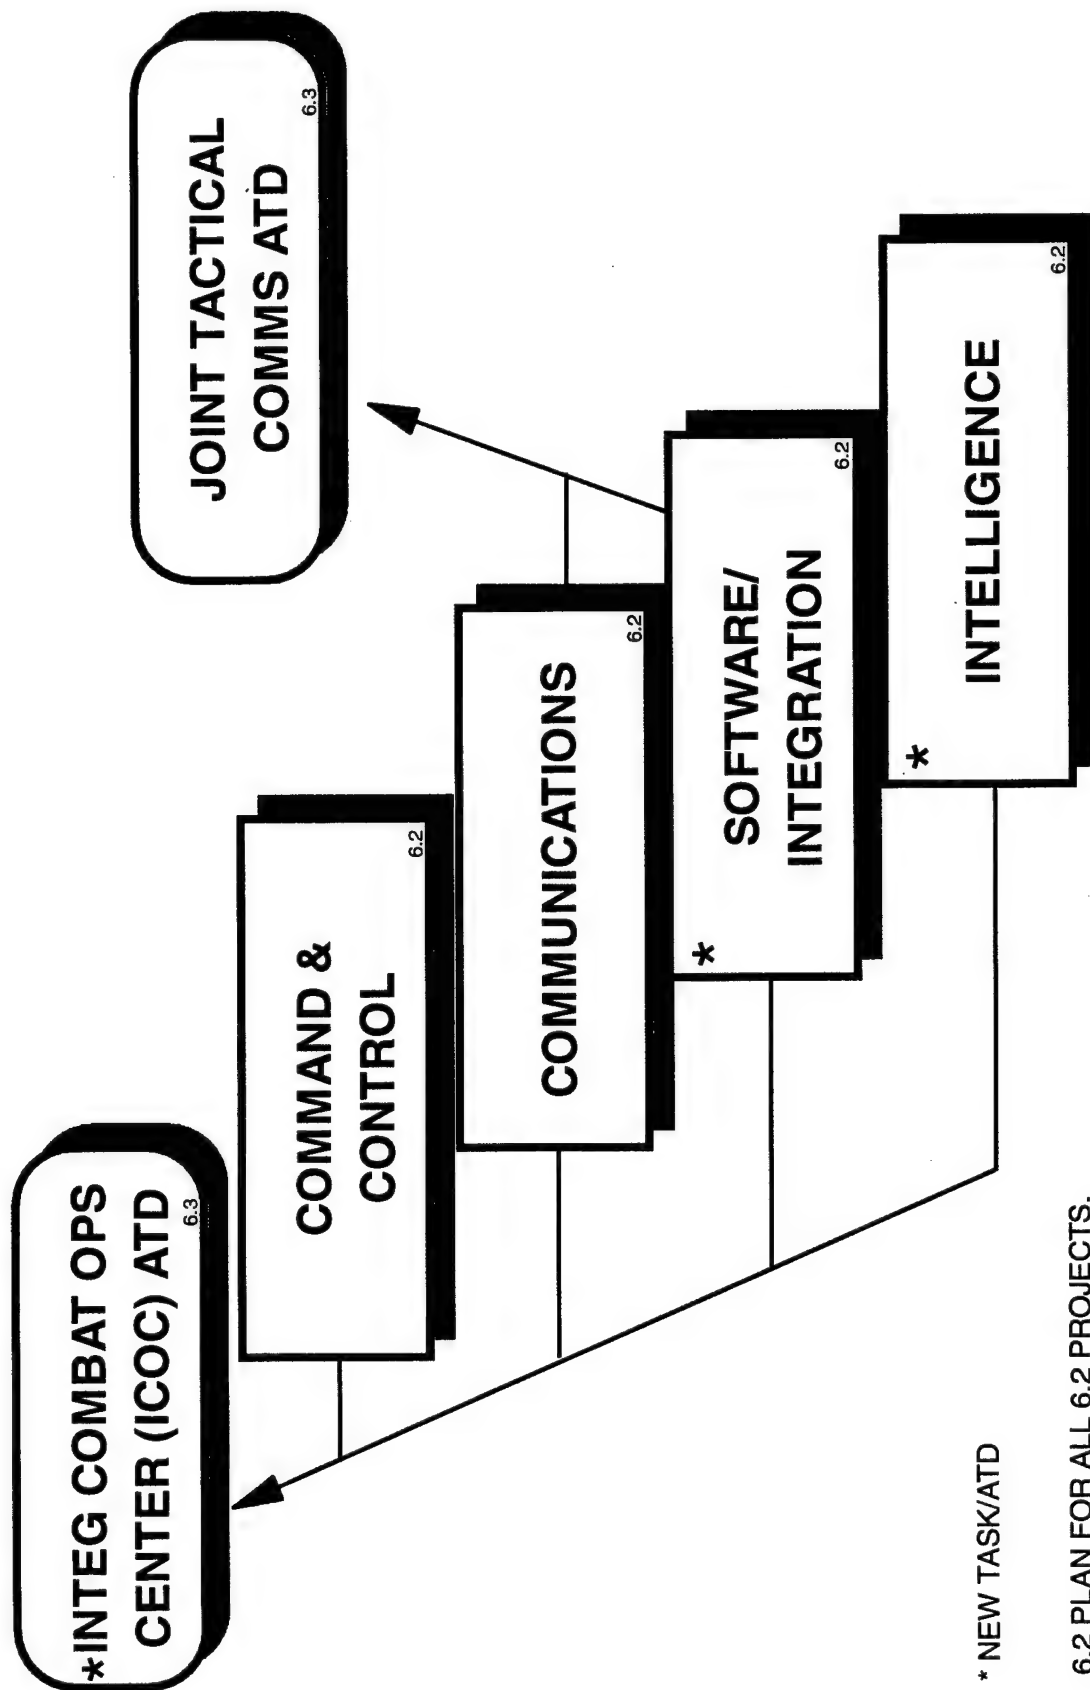 *INTEG COMBAT OPS
CENTER (ICOC) ATD
6.3
JOINT TACTICAL
COMMS ATD
6.3
COMMAND &
CONTROL
6.2
COMMUNICATIONS
6.2
*
SOFTWARE/
INTEGRATION
6.2
*
INTELLIGENCE
6.2
* NEW TASK/ATD
6.2 PLAN FOR ALL 6.2 PROJECTS.